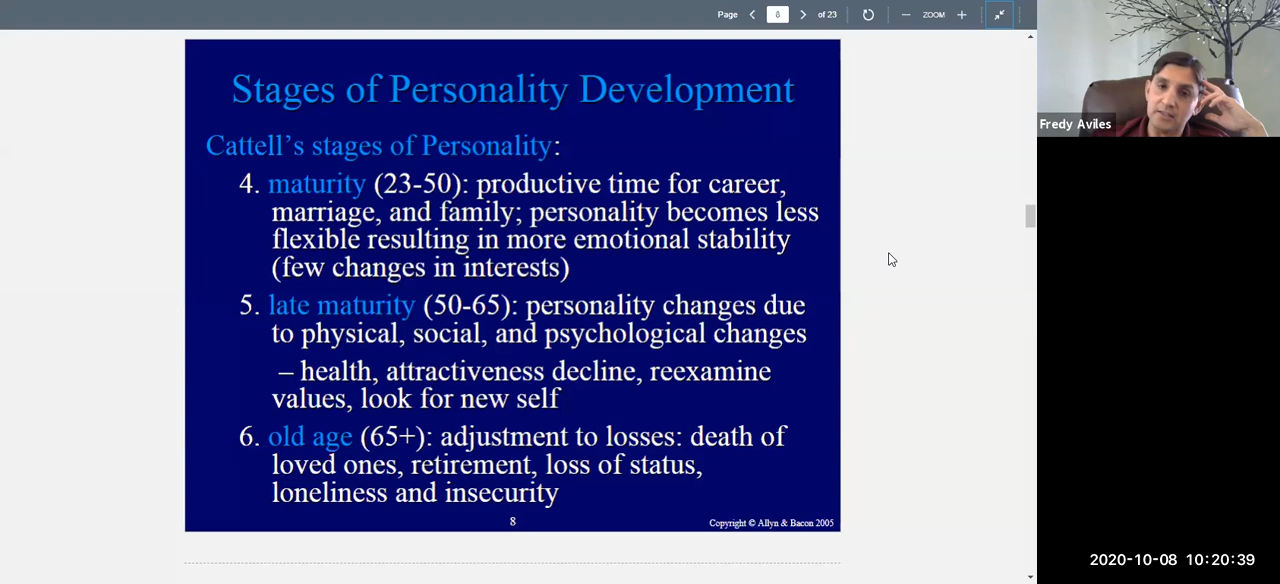 Page 8 of 23 ZOOM
Stages of Personality Development
Cattell's stages of Personality:
4. maturity (23-50): productive time for career,
marriage, and family; personality becomes less
flexible resulting in more emotional stability
(few changes in interests)
5. late maturity (50-65): personality changes due
to physical, social, and psychological changes
– health, attractiveness decline, reexamine
values, look for new self
6. old age (65+): adjustment to losses: death of
loved ones, retirement, loss of status,
loneliness and insecurity
8
Copyright © Allyn & Bacon 2005
Fredy Aviles
2020-10-08 10:20:39